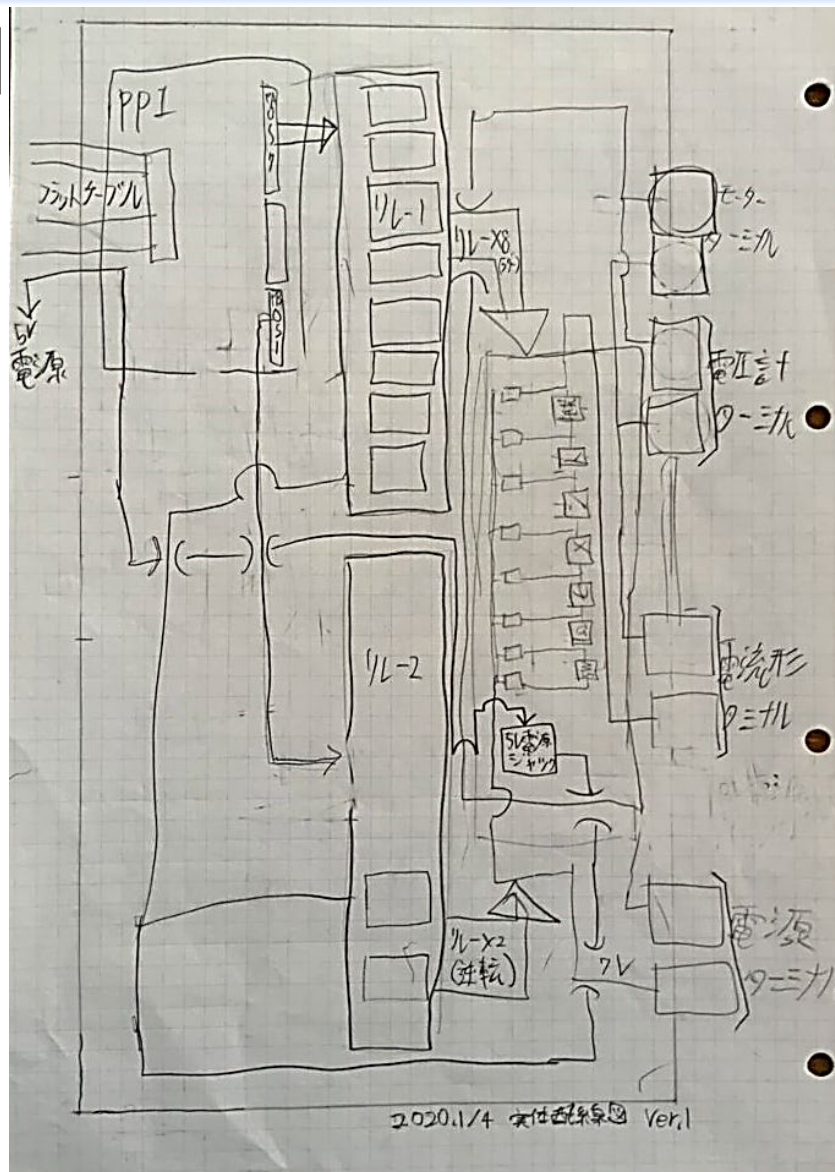 PPI
フラットケーブル
5V
電源
リレー1
リレーX8
モーター
ターミナル
電圧計
ターミナル
リレー2
5V電源
ジャック
電流形
ターミナル
電源
ターミナル
リレーX2
(逆転)
7V
2020.1/4 実体配線図 Ver.1